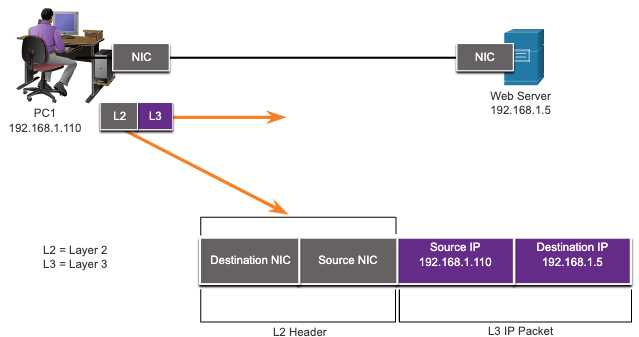 NIC
NIC
PC1
192.168.1.110
Web Server
192.168.1.5
L2 L3
L2 = Layer 2
L3 = Layer 3
Destination NIC
Source NIC
Source IP
192.168.1.110
Destination IP
192.168.1.5
L2 Header
L3 IP Packet